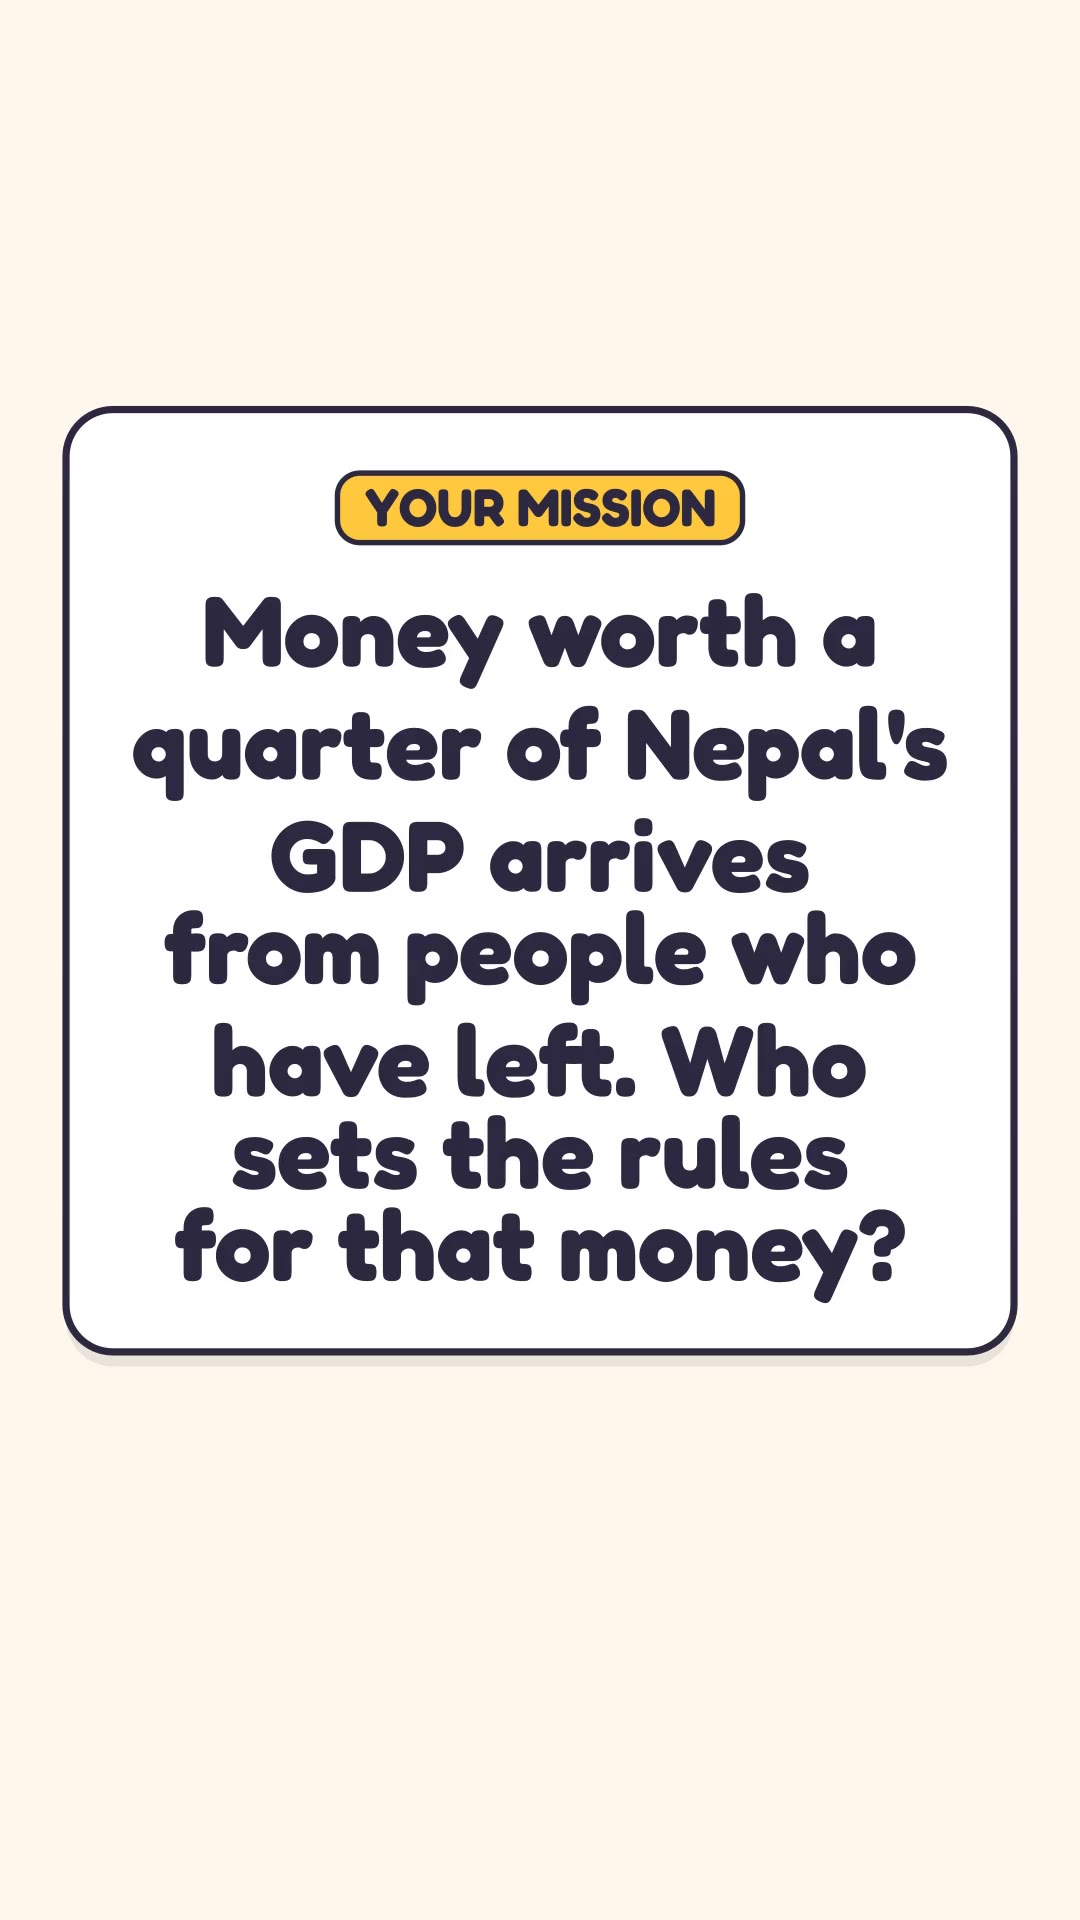 YOUR MISSION
Money worth a
quarter of Nepal's
GDP arrives
from people who
have left. Who
sets the rules
for that money?